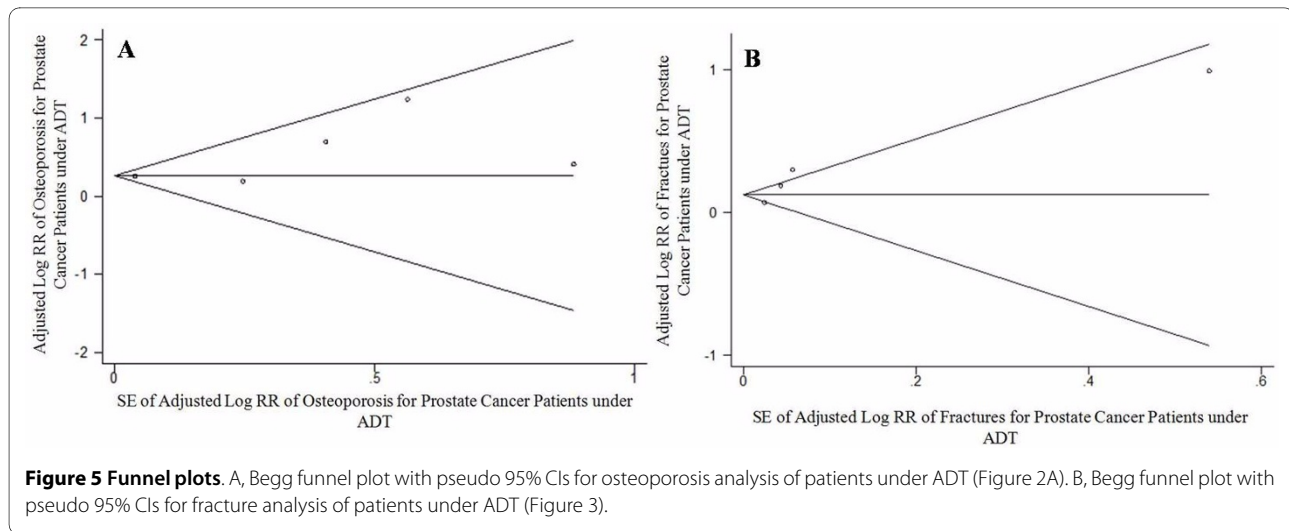 A
Adjusted Log RR of Osteoporosis for Prostate
Cancer Patients under ADT
2
1
0
-1
-2
0
.5
1
SE of Adjusted Log RR of Osteoporosis for Prostate Cancer Patients under
ADT
B
Adjusted Log RR of Fractues for Prostate
Cancer Patients under ADT
1
0
-1
0
.2
.4
.6
SE of Adjusted Log RR of Fractures for Prostate Cancer Patients under
ADT
Figure 5 Funnel plots. A, Begg funnel plot with pseudo 95% CIs for osteoporosis analysis of patients under ADT (Figure 2A). B, Begg funnel plot with
pseudo 95% CIs for fracture analysis of patients under ADT (Figure 3).